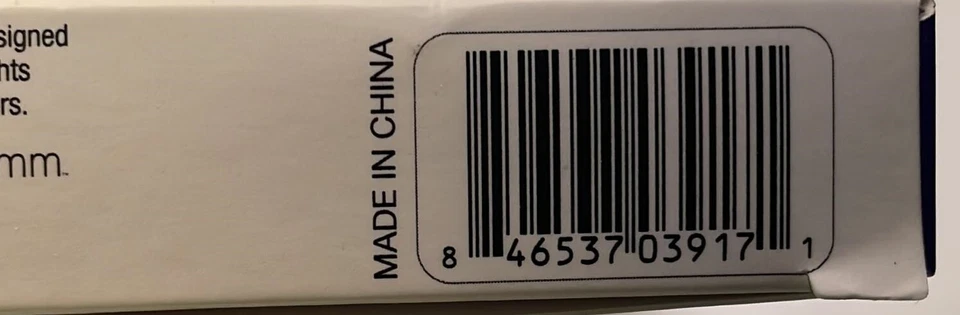 signed
hts
rs.
mm
MADE IN CHINA
8 46537 03917 1